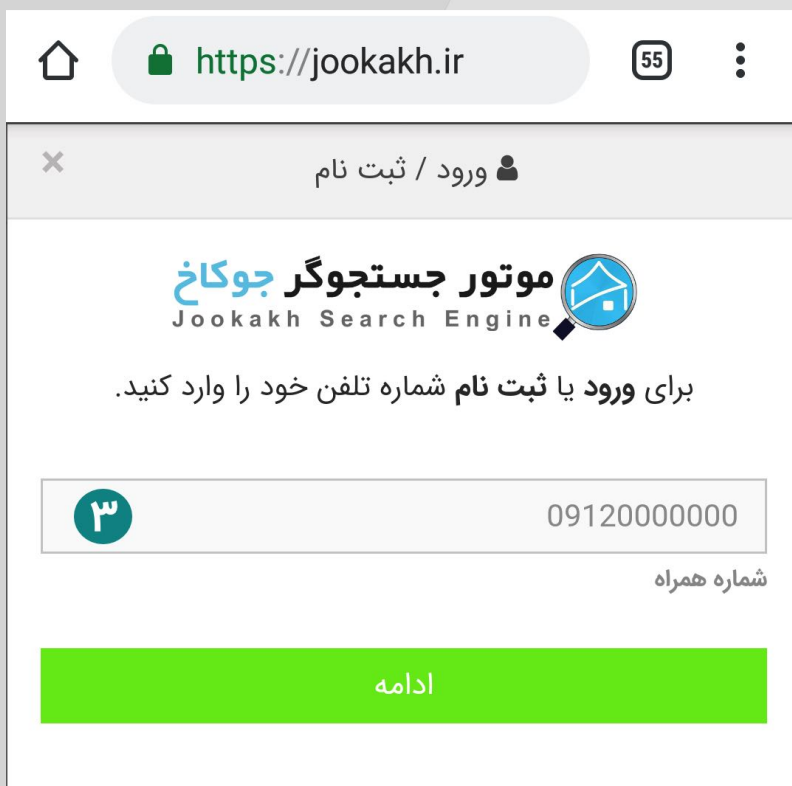 https://jookakh.ir
55
ورود / ثبت نام
×
موتور جستجوگر جوکاخ
Jookakh Search Engine
برای ورود یا ثبت نام شماره تلفن خود را وارد کنید.
09120000000
۳
شماره همراه
ادامه